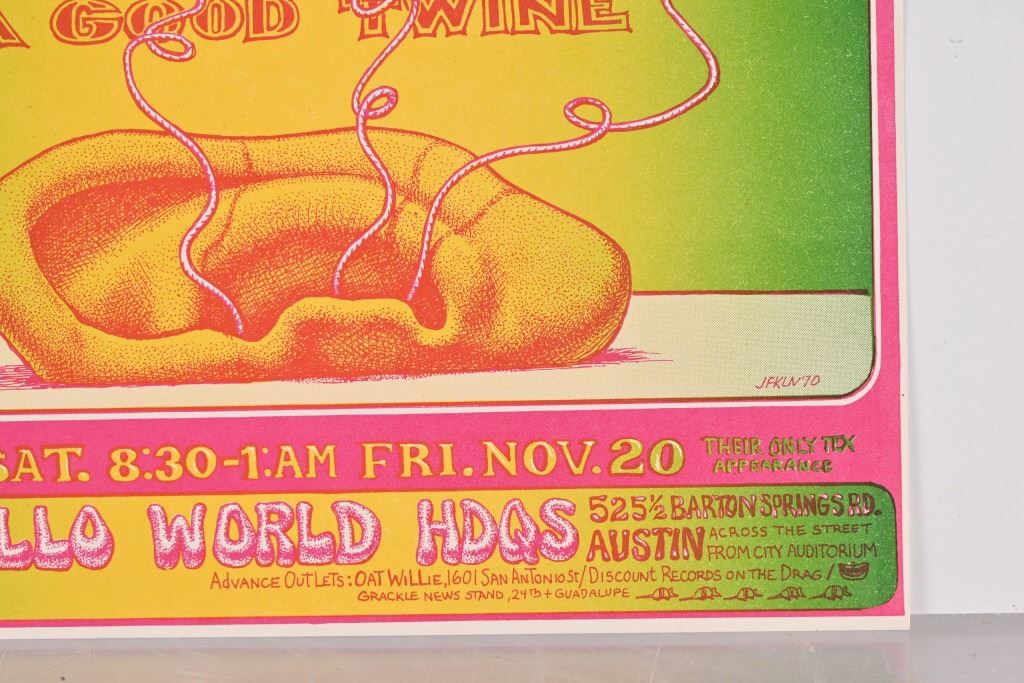 A GOOD TWINE
JFKLN '70
SAT. 8:30-1:AM FRI. NOV. 20 THEIR ONLY TEX APPEARANCE
LLO WORLD HDQS
525½ BARTON SPRINGS RD.
AUSTIN ACROSS THE STREET FROM CITY AUDITORIUM
ADVANCE OUTLETS: OAT WILLIE, 1601 SAN ANTONIO ST/ DISCOUNT RECORDS ON THE DRAG /
GRACKLE NEWS STAND, 24TH + GUADALUPE